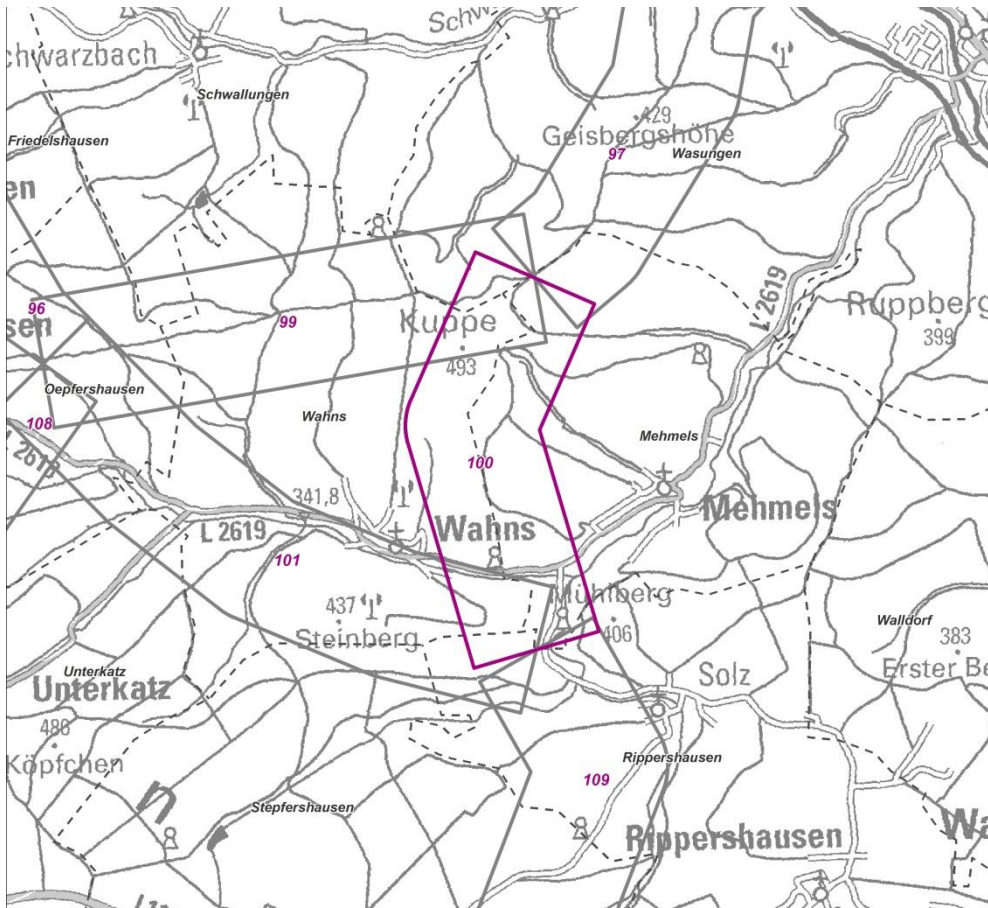 Schw
chwarzbach
Schwallungen
429
Geisbergshöhe
Friedelshausen
97
Wasungen
en
L 2619
96
99
Kuppe
Ruppberg
399
sen
493
Oepfershausen
Wahns
108
Mehmels
100
341,8
Wahns
Mehmels
L 2619
101
Mühlberg
437
406
Walldorf
Steinberg
383
Unterkatz
Solz
Erster Be
Unterkatz
486
Rippershausen
Köpfchen
109
Stepfershausen
n
Rippershausen
Wa